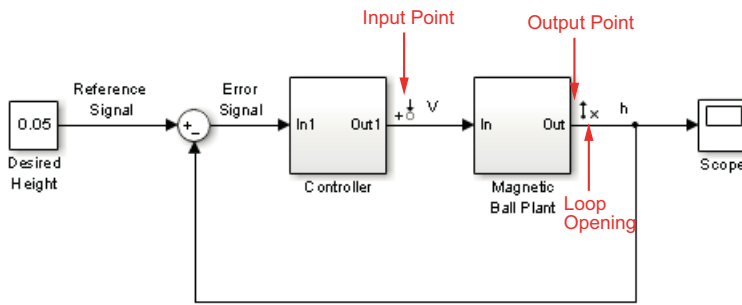 Input Point
Output Point
Reference
Signal
Error
Signal
V
h
0.05
+
-
In1
Out1
+
In
Out
x
Desired
Height
Controller
Magnetic
Ball Plant
Scope
Loop
Opening